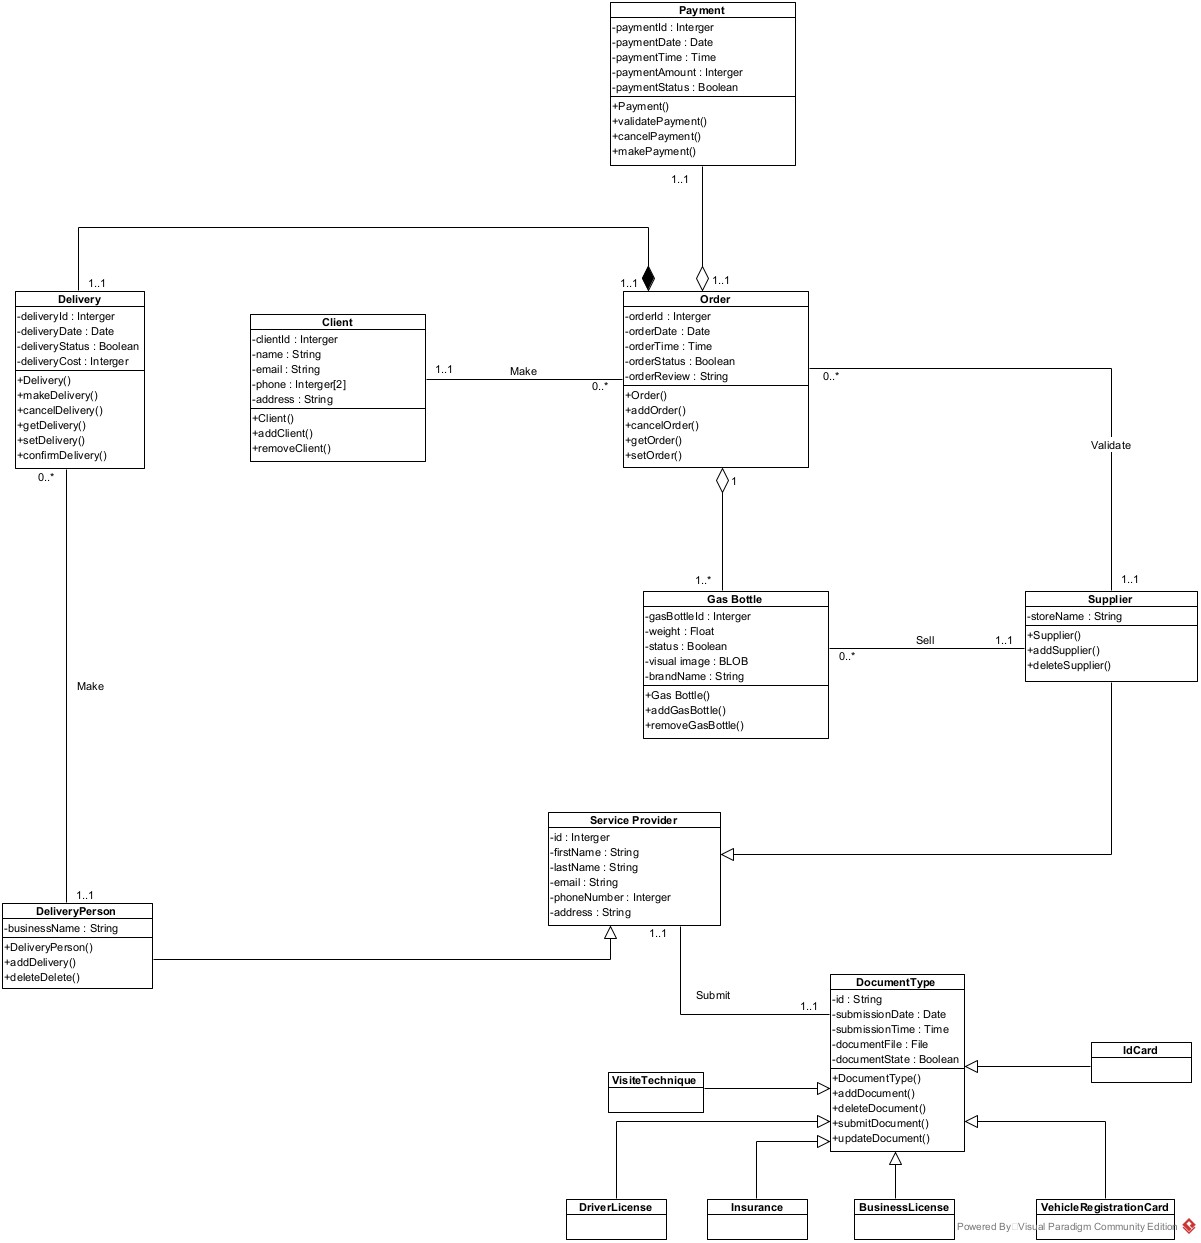 Payment
-paymentId : Interger
-paymentDate : Date
-paymentTime : Time
-paymentAmount : Interger
-paymentStatus : Boolean
+Payment()
+validatePayment()
+cancelPayment()
+makePayment()
1..1
1..1
1..1
1..1
Delivery
-deliveryId : Interger
-deliveryDate : Date
-deliveryStatus : Boolean
-deliveryCost : Interger
+Delivery()
+makeDelivery()
+cancelDelivery()
+getDelivery()
+setDelivery()
+confirmDelivery()
0..*
Client
-clientId : Interger
-name : String
-email : String
-phone : Interger[2]
-address : String
+Client()
+addClient()
+removeClient()
1..1
Make
0..*
Order
-orderId : Interger
-orderDate : Date
-orderTime : Time
-orderStatus : Boolean
-orderReview : String
+Order()
+addOrder()
+cancelOrder()
+getOrder()
+setOrder()
0..*
Validate
1
1..*
1..1
Gas Bottle
-gasBottleId : Interger
-weight : Float
-status : Boolean
-visual image : BLOB
-brandName : String
+Gas Bottle()
+addGasBottle()
+removeGasBottle()
Sell
1..1
0..*
Supplier
-storeName : String
+Supplier()
+addSupplier()
+deleteSupplier()
Make
1..1
Service Provider
-id : Interger
-firstName : String
-lastName : String
-email : String
-phoneNumber : Interger
-address : String
1..1
DeliveryPerson
-businessName : String
+DeliveryPerson()
+addDelivery()
+deleteDelete()
Submit
1..1
DocumentType
-id : String
-submissionDate : Date
-submissionTime : Time
-documentFile : File
-documentState : Boolean
+DocumentType()
+addDocument()
+deleteDocument()
+submitDocument()
+updateDocument()
IdCard
VisiteTechnique
DriverLicense
Insurance
BusinessLicense
VehicleRegistrationCard
Powered By Visual Paradigm Community Edition